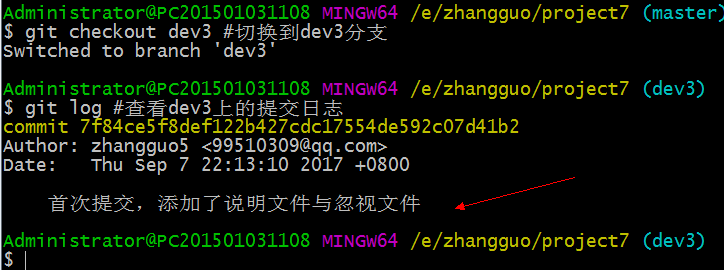 Administrator@PC201501031108 MINGW64 /e/zhangguo/project7 (master)
$ git checkout dev3 #切换到dev3分支
Switched to branch 'dev3'
Administrator@PC201501031108 MINGW64 /e/zhangguo/project7 (dev3)
$ git log #查看dev3上的提交日志
commit 7f84ce5f8def122b427cdc17554de592c07d41b2
Author: zhangguo5 <99510309@qq.com>
Date:   Thu Sep 7 22:13:10 2017 +0800
首次提交，添加了说明文件与忽视文件
Administrator@PC201501031108 MINGW64 /e/zhangguo/project7 (dev3)
$